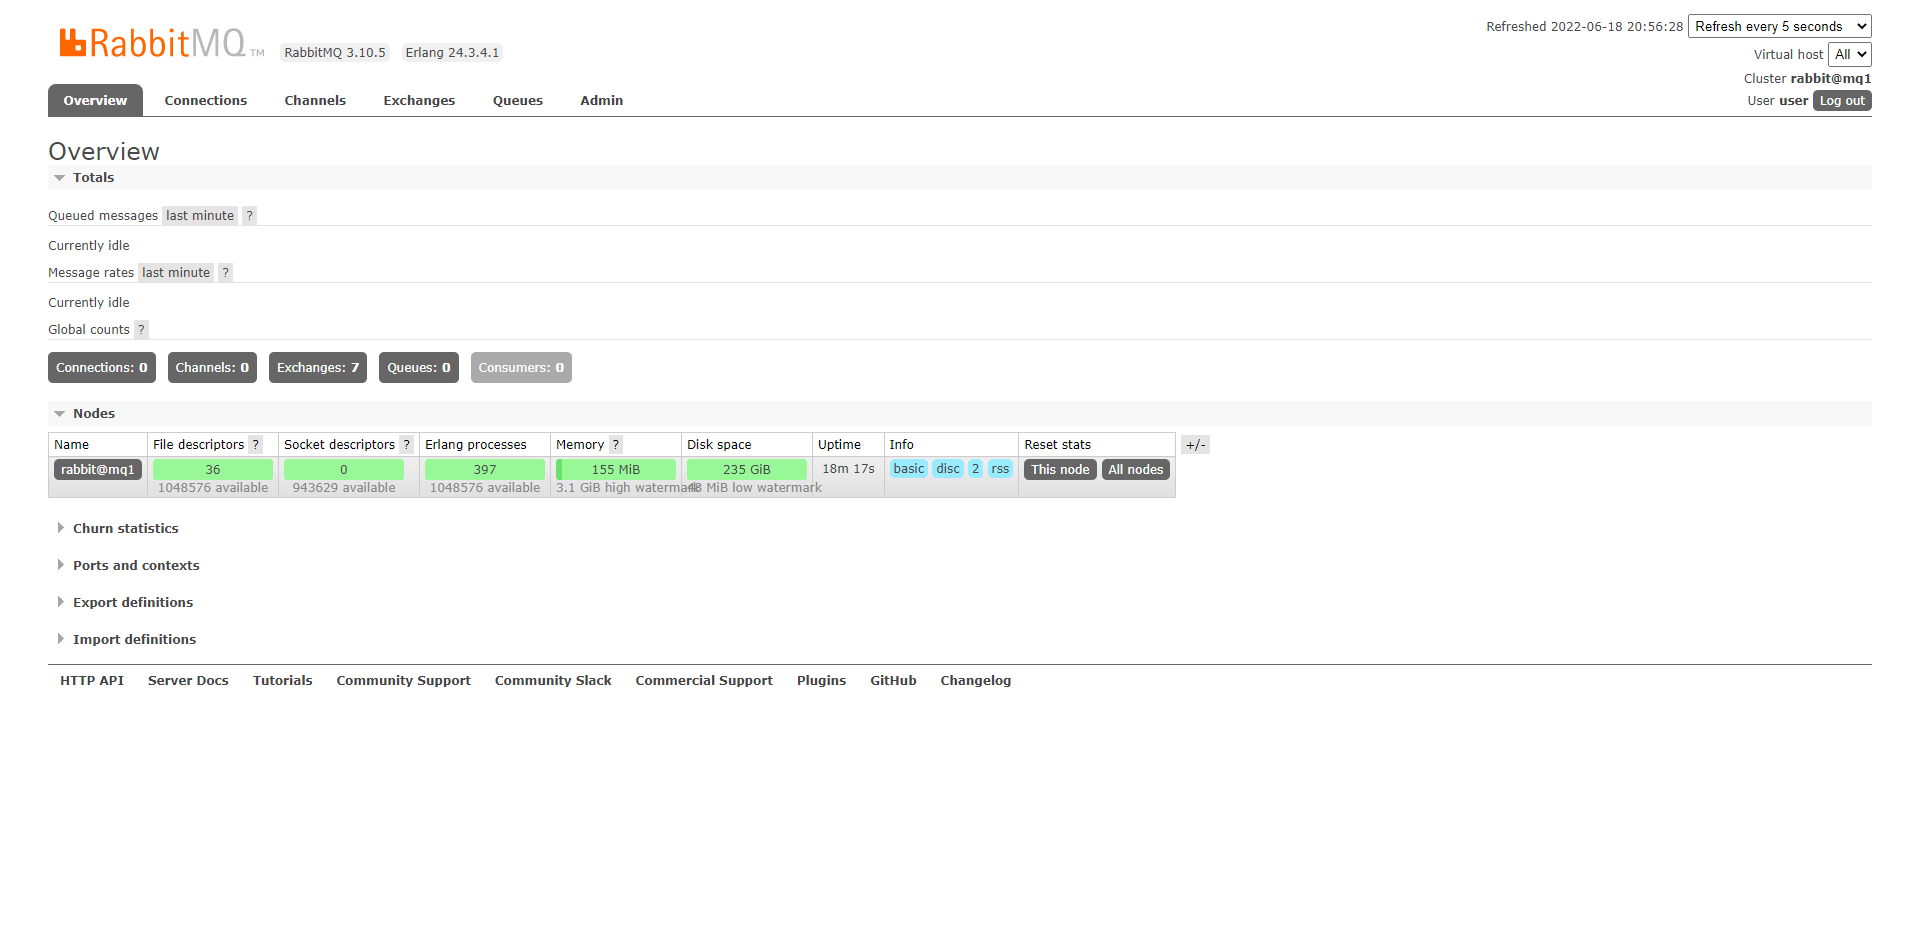 RabbitMQ TM RabbitMQ 3.10.5 Erlang 24.3.4.1
Refreshed 2022-06-18 20:56:28 Refresh every 5 seconds
Virtual host All
Cluster rabbit@mq1
User user Log out
Overview Connections Channels Exchanges Queues Admin
Overview
Totals
Queued messages last minute ?
Currently idle
Message rates last minute ?
Currently idle
Global counts ?
Connections: 0 Channels: 0 Exchanges: 7 Queues: 0 Consumers: 0
Nodes
Name File descriptors ? Socket descriptors ? Erlang processes Memory ? Disk space Uptime Info Reset stats +/-
rabbit@mq1 36 0 397 155 MiB 235 GiB 18m 17s basic disc 2 rss This node All nodes
1048576 available 943629 available 1048576 available 3.1 GiB high watermark 48 MiB low watermark
Churn statistics
Ports and contexts
Export definitions
Import definitions
HTTP API Server Docs Tutorials Community Support Community Slack Commercial Support Plugins GitHub Changelog